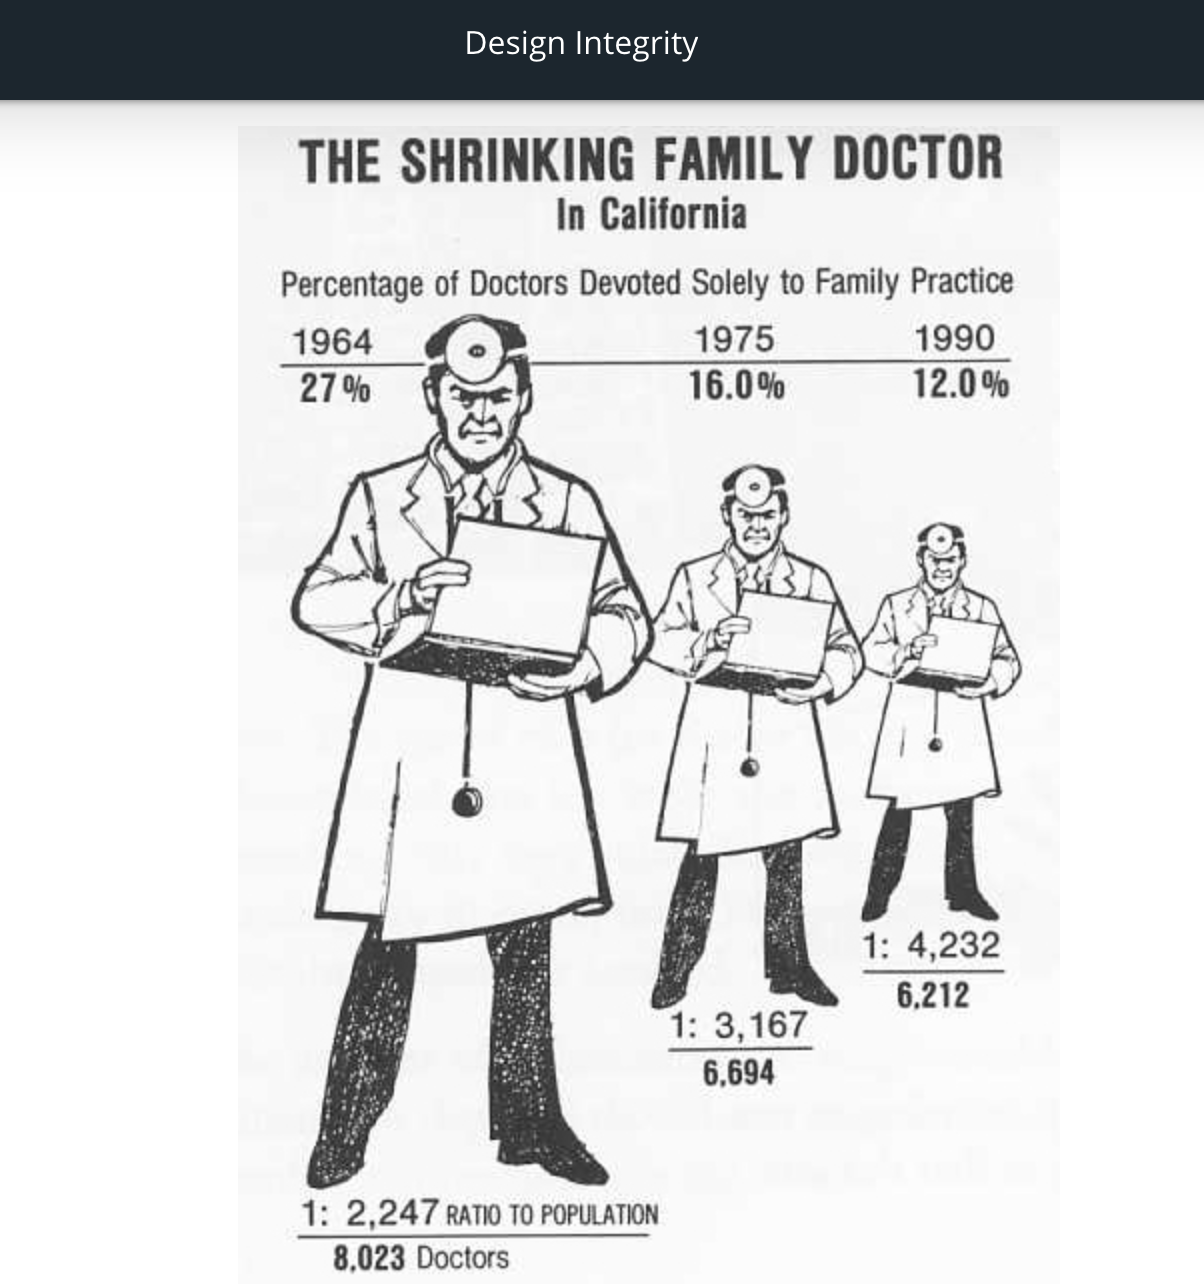 Design Integrity
THE SHRINKING FAMILY DOCTOR
In California
Percentage of Doctors Devoted Solely to Family Practice
1964 1975 1990
27% 16.0% 12.0%
1: 4,232
6,212
1: 3,167
6,694
1: 2,247 RATIO TO POPULATION
8,023 Doctors